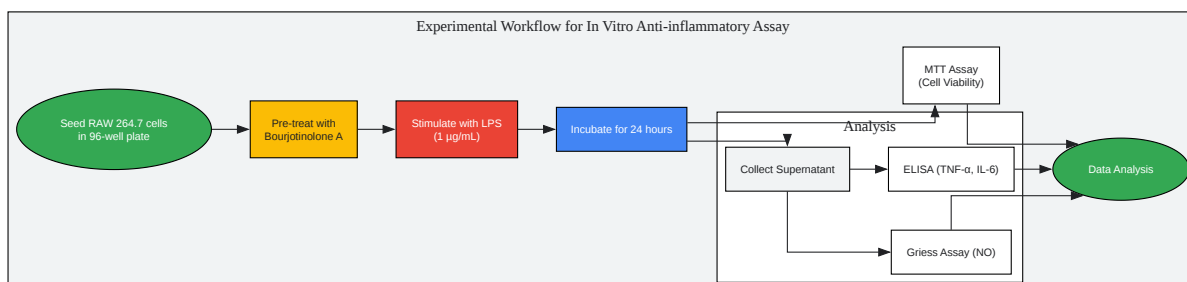 Experimental Workflow for In Vitro Anti-inflammatory Assay
Seed RAW 264.7 cells
in 96-well plate
Pre-treat with
Bourjotinolone A
Stimulate with LPS
(1 µg/mL)
Incubate for 24 hours
MTT Assay
(Cell Viability)
Analysis
Collect Supernatant
ELISA (TNF-α, IL-6)
Griess Assay (NO)
Data Analysis